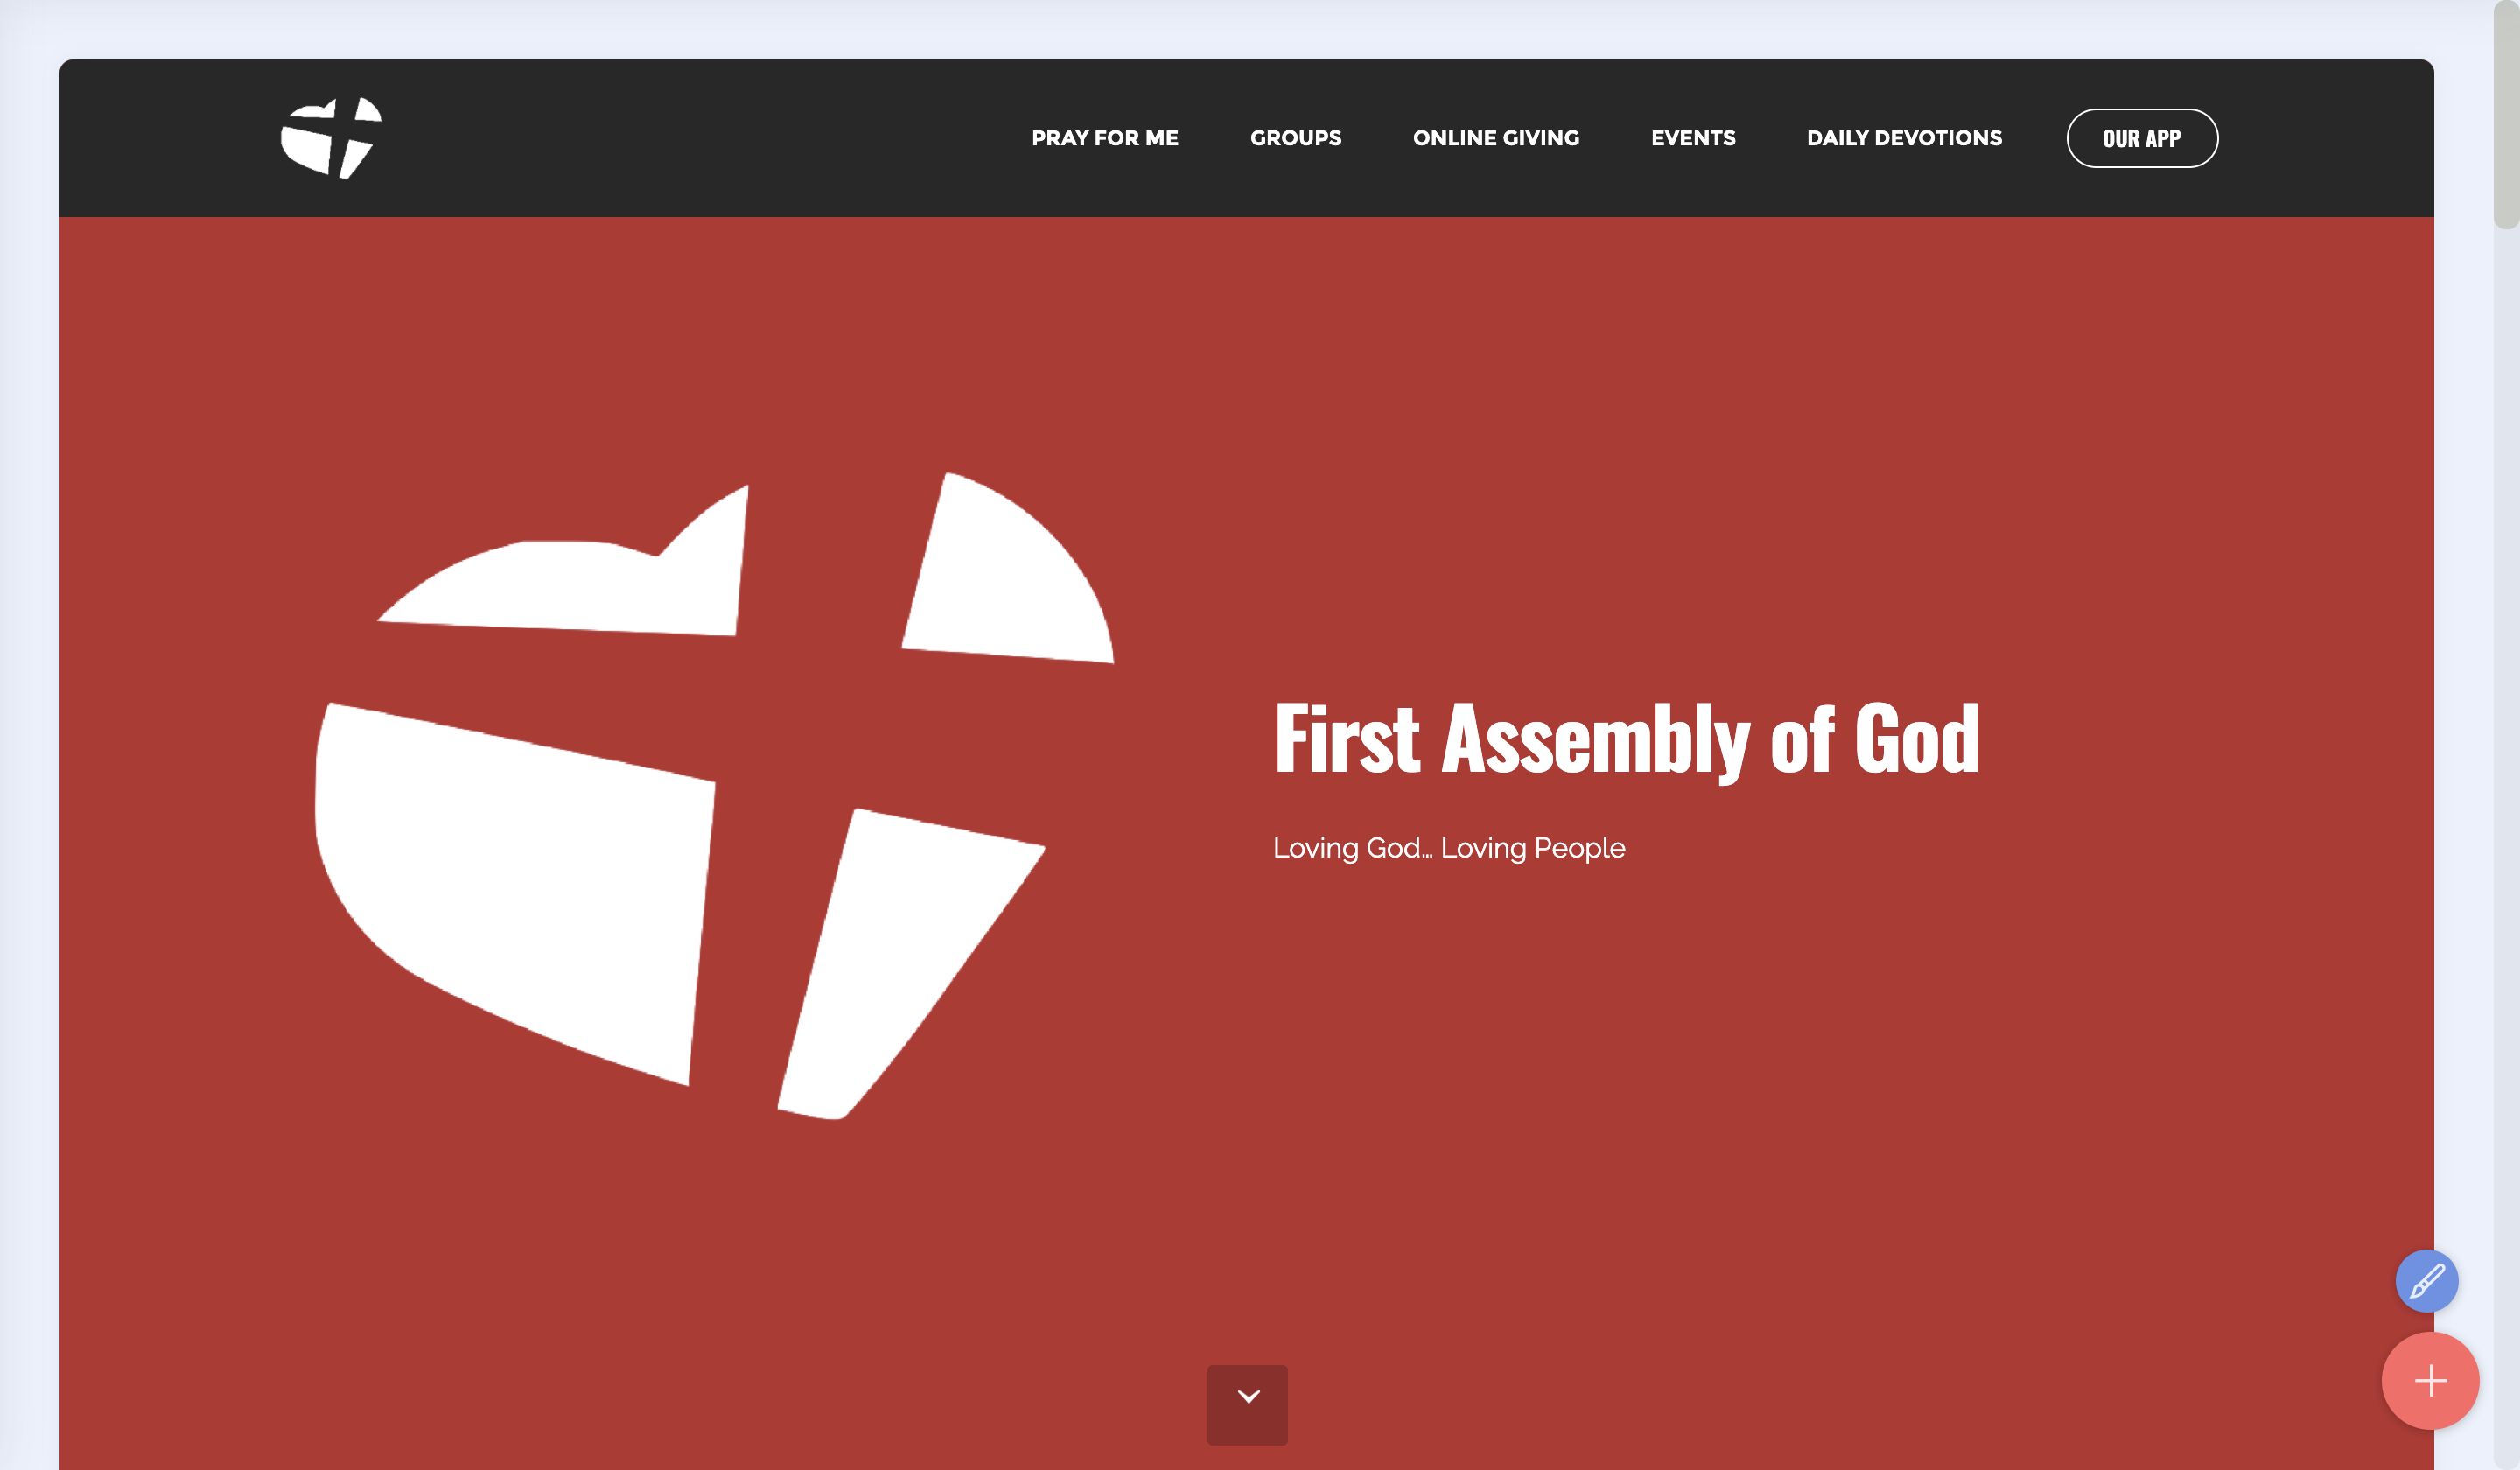 PRAY FOR ME
GROUPS
ONLINE GIVING
EVENTS
DAILY DEVOTIONS
OUR APP
First Assembly of God
Loving God... Loving People